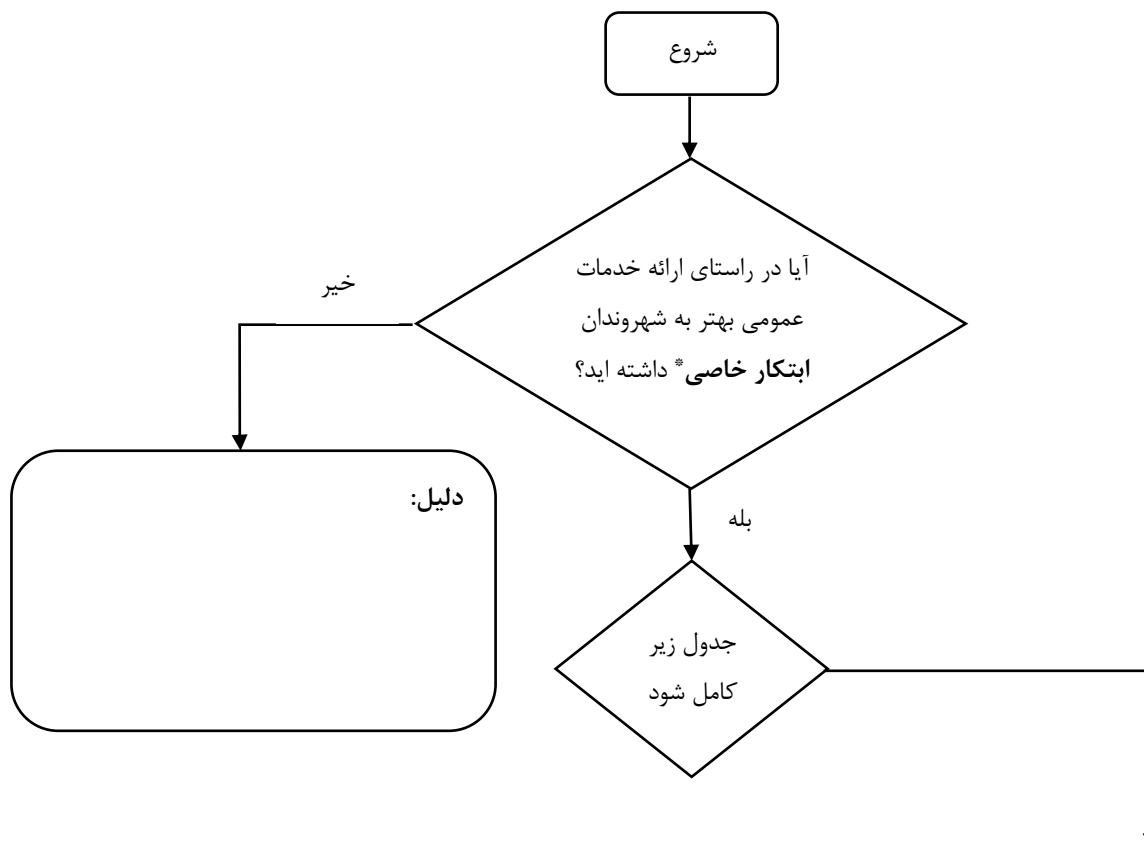 شروع
آیا در راستای ارائه خدمات
عمومی بهتر به شهروندان
ابتکار خاصی* داشته اید؟
خیر
دلیل:
بله
جدول زیر
کامل شود